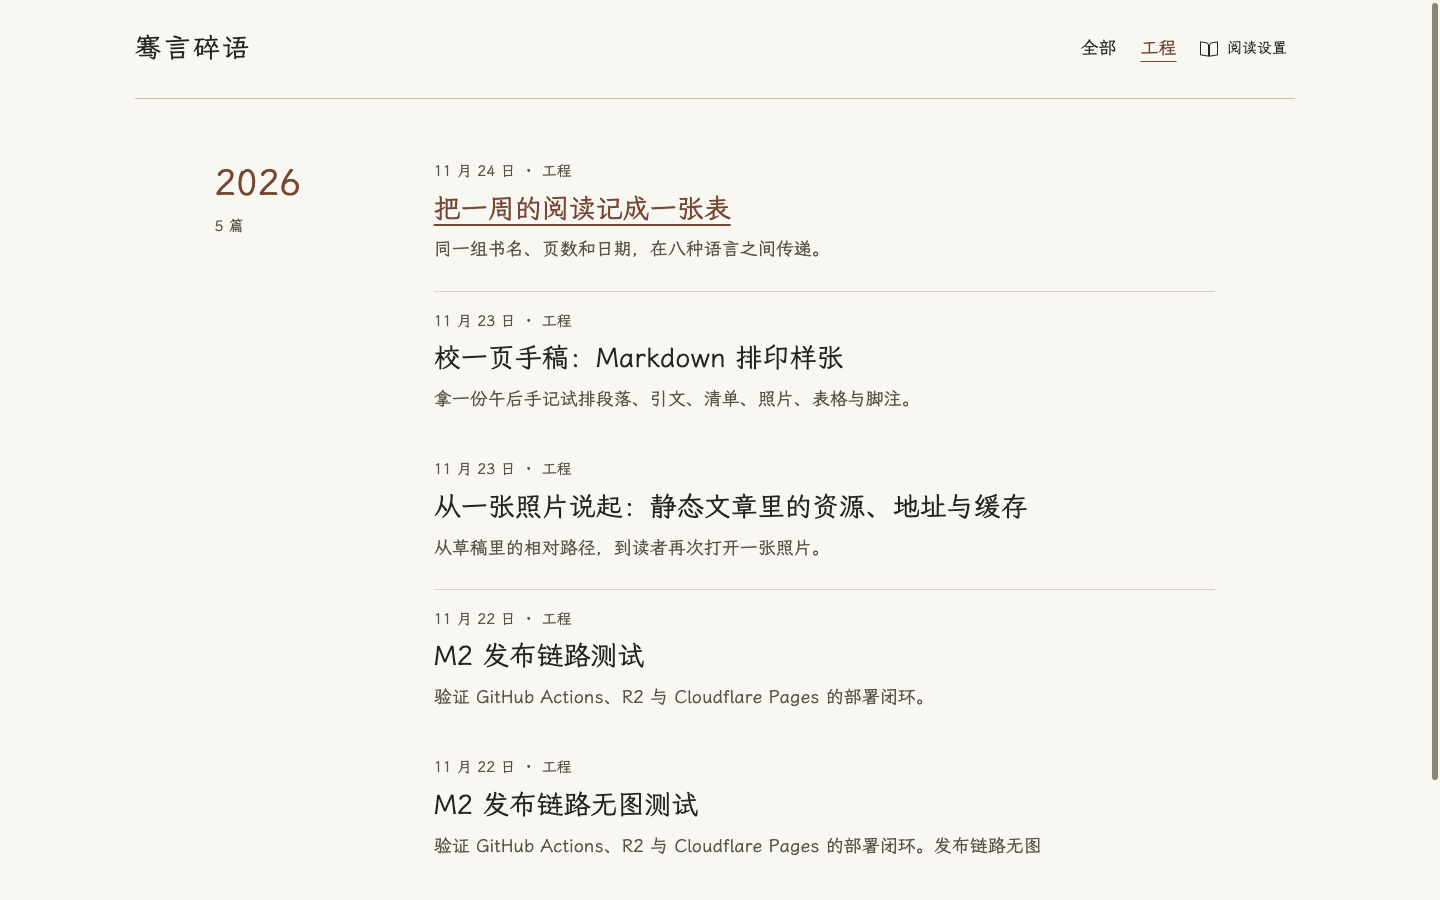 骞言碎语
全部 工程 阅读设置
2026
5 篇
11 月 24 日 · 工程
把一周的阅读记成一张表
同一组书名、页数和日期，在八种语言之间传递。
11 月 23 日 · 工程
校一页手稿：Markdown 排印样张
拿一份午后手记试排段落、引文、清单、照片、表格与脚注。
11 月 23 日 · 工程
从一张照片说起：静态文章里的资源、地址与缓存
从草稿里的相对路径，到读者再次打开一张照片。
11 月 22 日 · 工程
M2 发布链路测试
验证 GitHub Actions、R2 与 Cloudflare Pages 的部署闭环。
11 月 22 日 · 工程
M2 发布链路无图测试
验证 GitHub Actions、R2 与 Cloudflare Pages 的部署闭环。发布链路无图